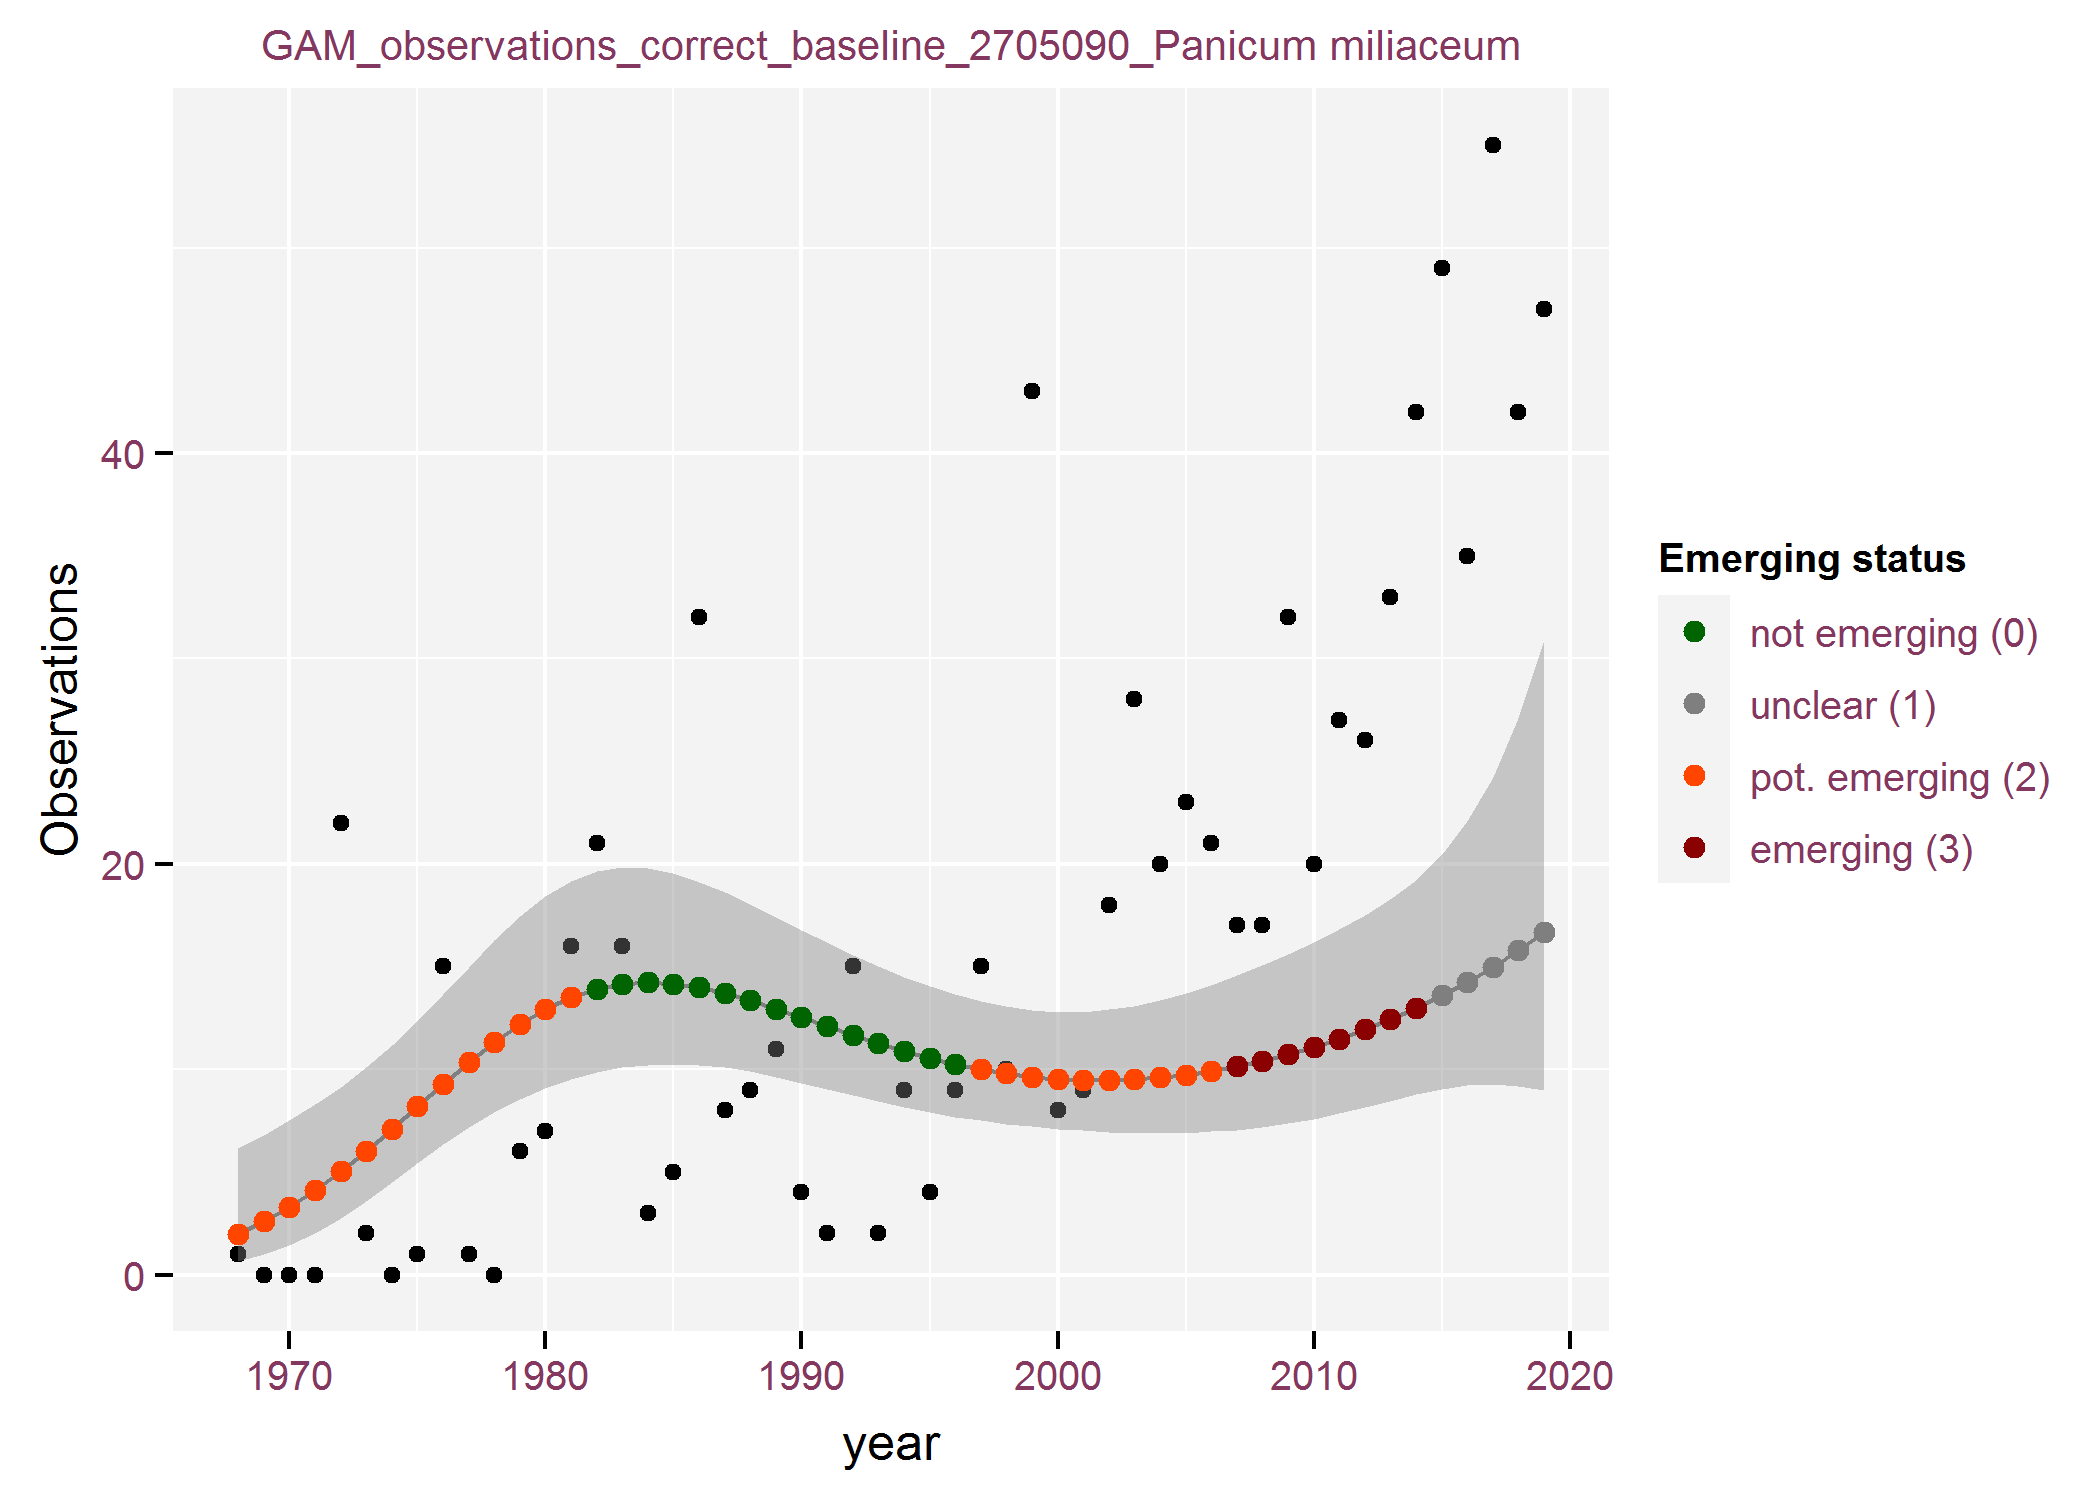 GAM_observations_correct_baseline_2705090_Panicum miliaceum
Observations
40
20
0
1970 1980 1990 2000 2010 2020
year
Emerging status
not emerging (0)
unclear (1)
pot. emerging (2)
emerging (3)